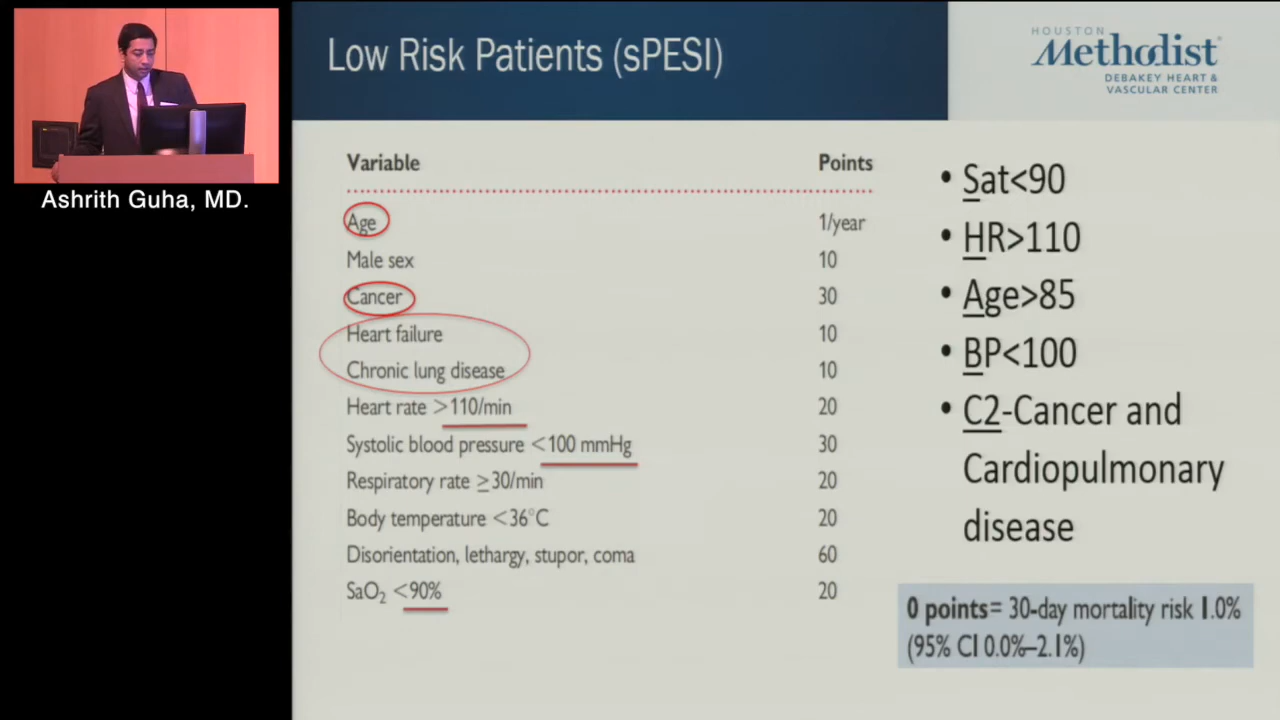 Low Risk Patients (sPESI)
HOUSTON
Methodist
DEBAKEY HEART &
VASCULAR CENTER
Ashrith Guha, MD.
Variable Points
Age 1/year
Male sex 10
Cancer 30
Heart failure 10
Chronic lung disease 10
Heart rate >110/min 20
Systolic blood pressure <100 mmHg 30
Respiratory rate ≥30/min 20
Body temperature <36°C 20
Disorientation, lethargy, stupor, coma 60
SaO₂ <90% 20
• Sat<90
• HR>110
• Age>85
• BP<100
• C2-Cancer and
Cardiopulmonary
disease
0 points= 30-day mortality risk 1.0%
(95% CI 0.0%–2.1%)